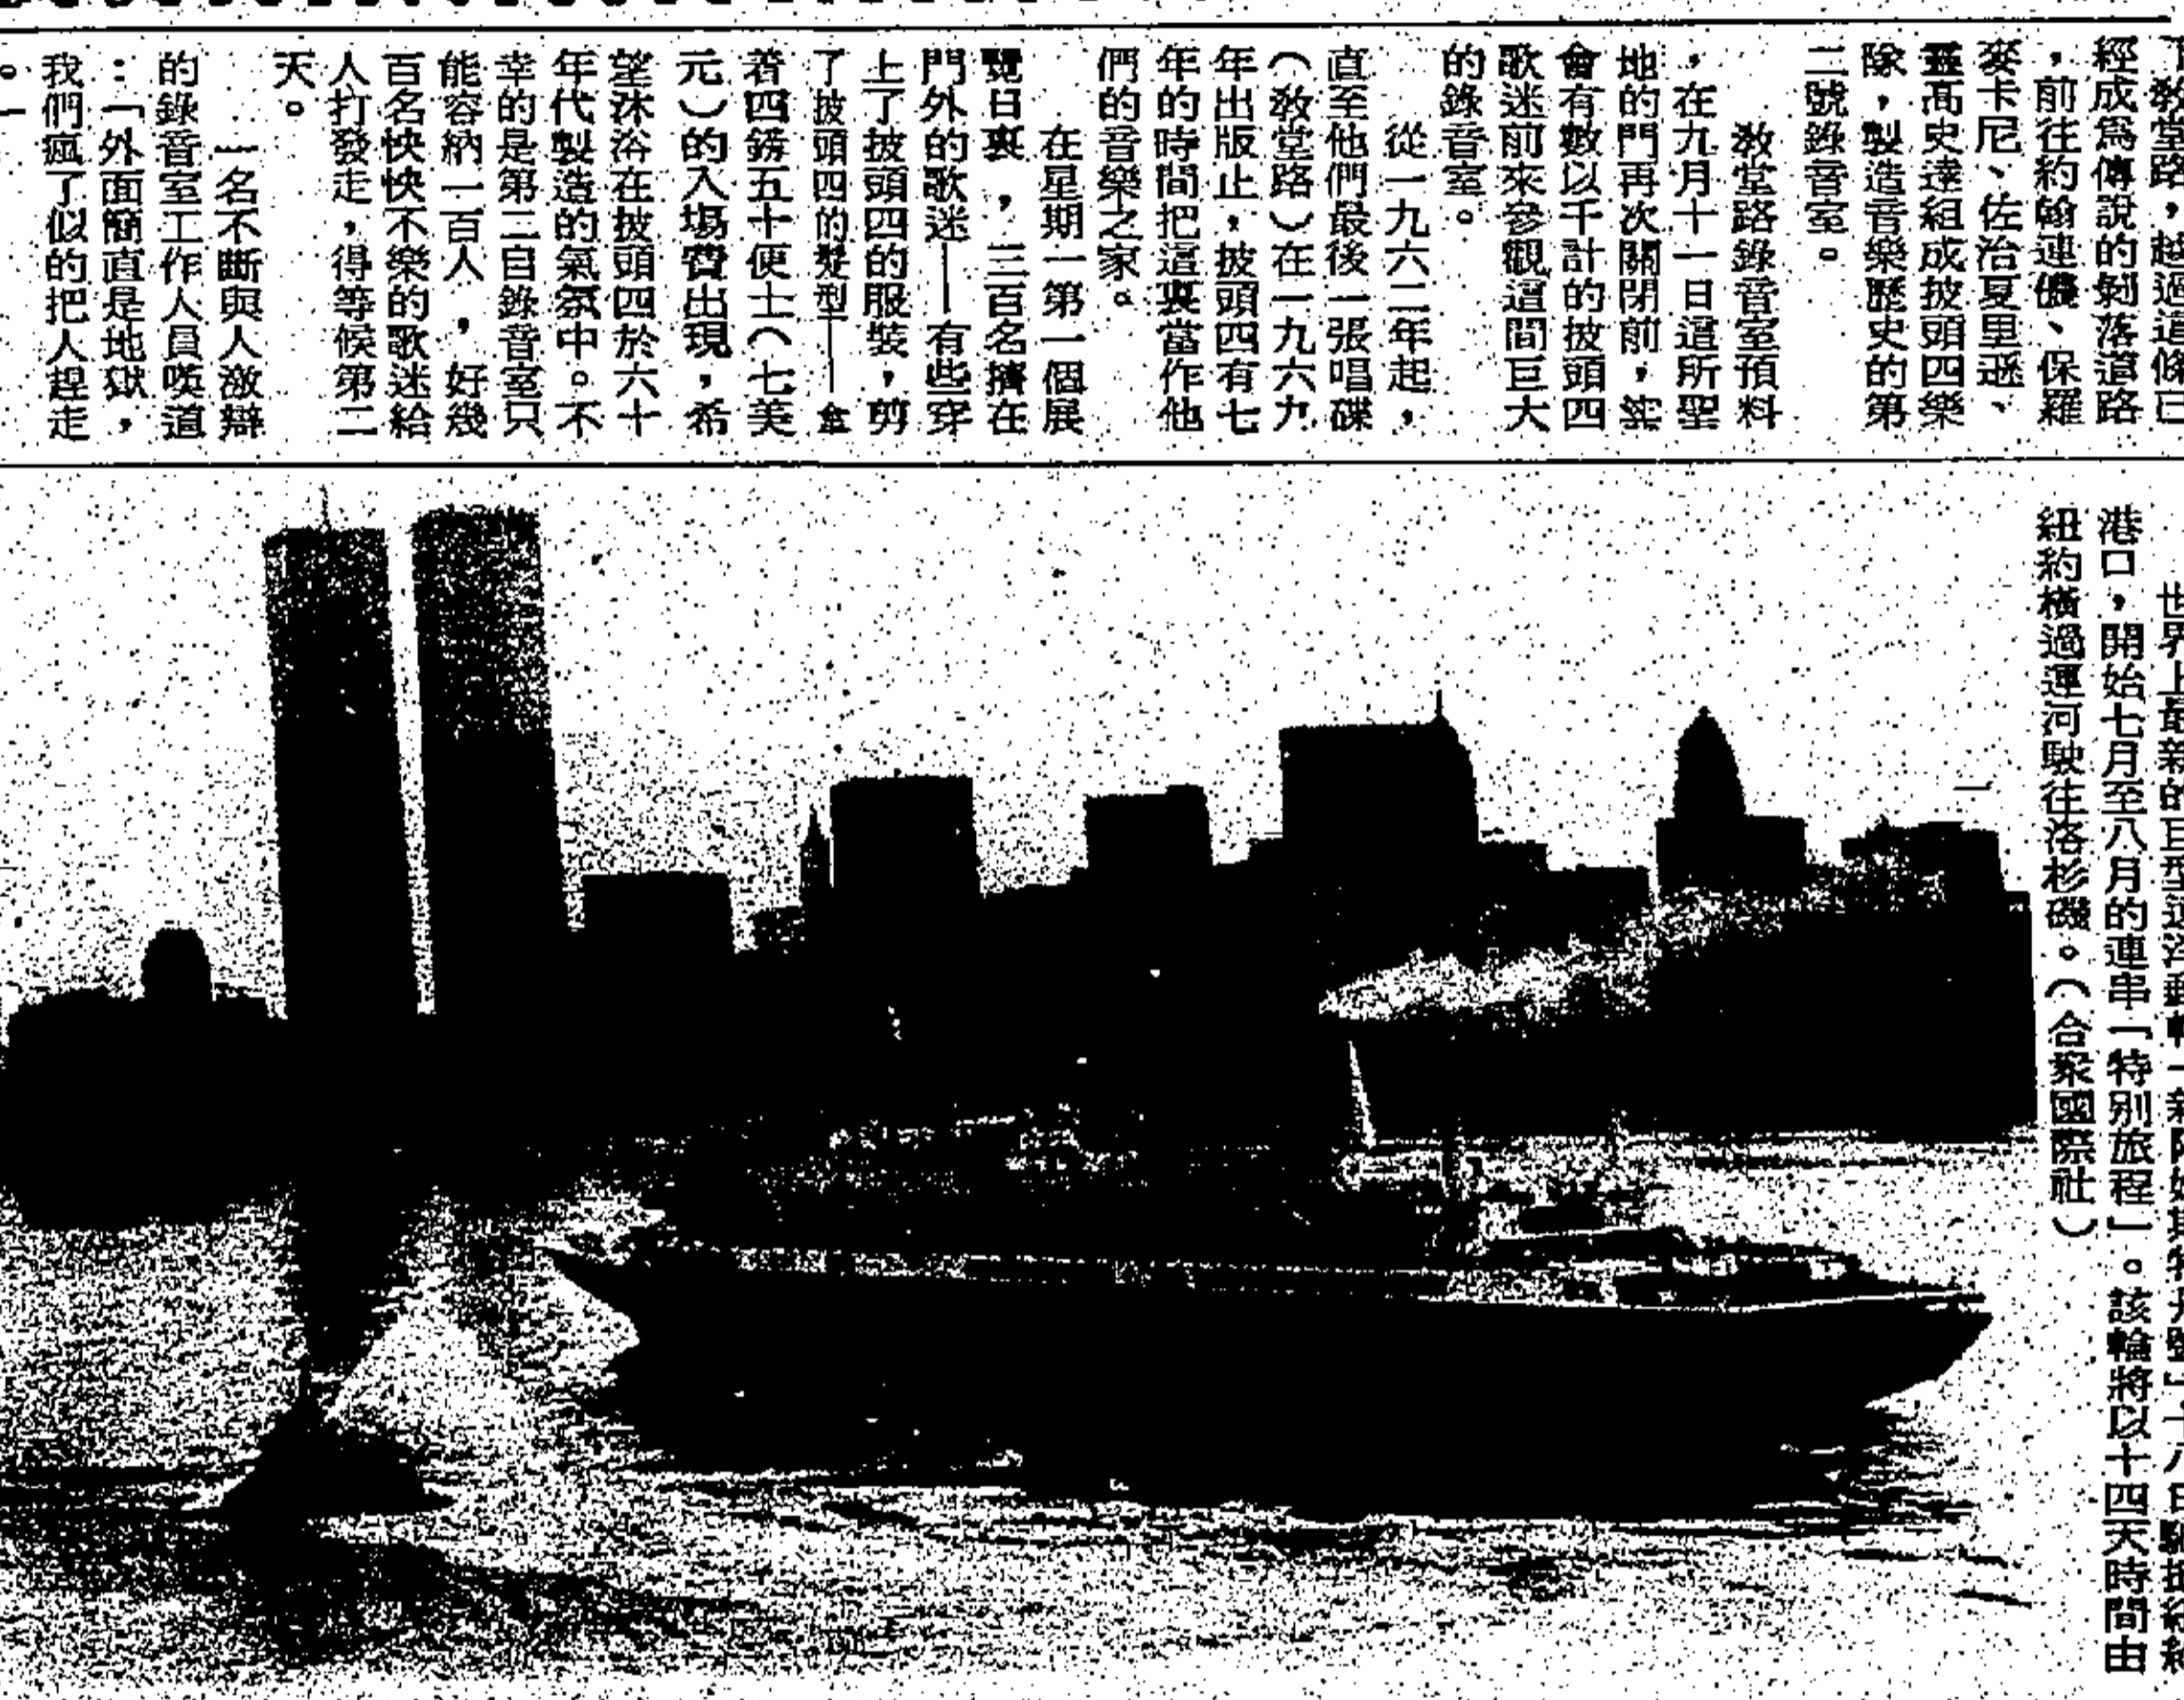 教堂路，越過這條已
經成為傳說的剝落道路
，前往約翰連儂、保羅
麥卡尼、佐治夏里遜、
靈高史達組成披頭四樂
隊，製造音樂歷史的第
二號錄音室。
教堂路錄音室預料
，在九月十一日這所聖
地的門再次關閉前，
會有數以千計的披頭四
歌迷前來參觀這間巨大
的錄音室。
從一九六二年起，
直至他們最後一張唱碟
（教堂路）在一九六九
年出版止，披頭四有七
年的時間把這裏當作他
們的音樂之家。
在星期一第一個展
覽日裏，三百名擠在
門外的歌迷——有些穿
上了披頭四的服裝，剪
了披頭四的髮型——拿
著四鎊五十便士（七美
元）的入場費出現，希
望沐浴在披頭四於六十
年代製造的氣氛中。不
幸的是第二自錄音室只
能容納一百人，好幾
百名怏怏不樂的歌迷給
人打發走，得等候第二
天。
一名不斷與人激辯
的錄音室工作人員嘆道
：「外面簡直是地獄，
我們瘋了似的把人趕走
。」
世界上最新的巨型遠洋郵輪
港口，開始七月至八月的連串「特別旅程」。該輪將以十四天時間由
紐約橫過運河駛往洛杉磯。（合眾國際社）